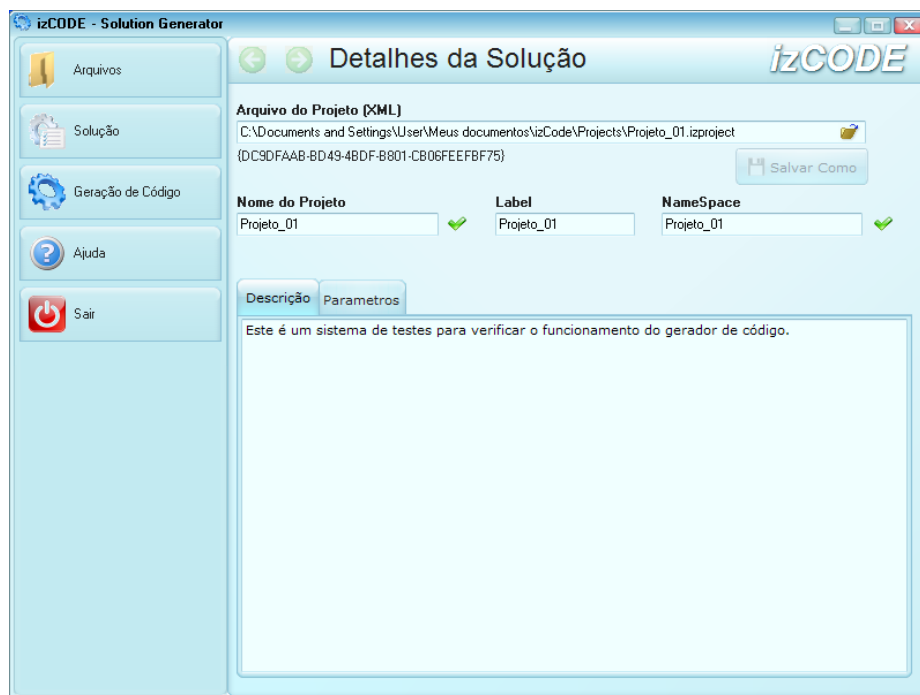 izCODE - Solution Generator
Arquivos
Solução
Geração de Código
Ajuda
Sair
Detalhes da Solução
izCODE
Arquivo do Projeto (XML)
C:\Documents and Settings\User\Meus documentos\izCode\Projects\Projeto_01.izproject
{DC9DFAAB-BD49-4BDF-B801-CB06FEEFBF75}
Salvar Como
Nome do Projeto Label NameSpace
Projeto_01 Projeto_01 Projeto_01
Descrição Parametros
Este é um sistema de testes para verificar o funcionamento do gerador de código.